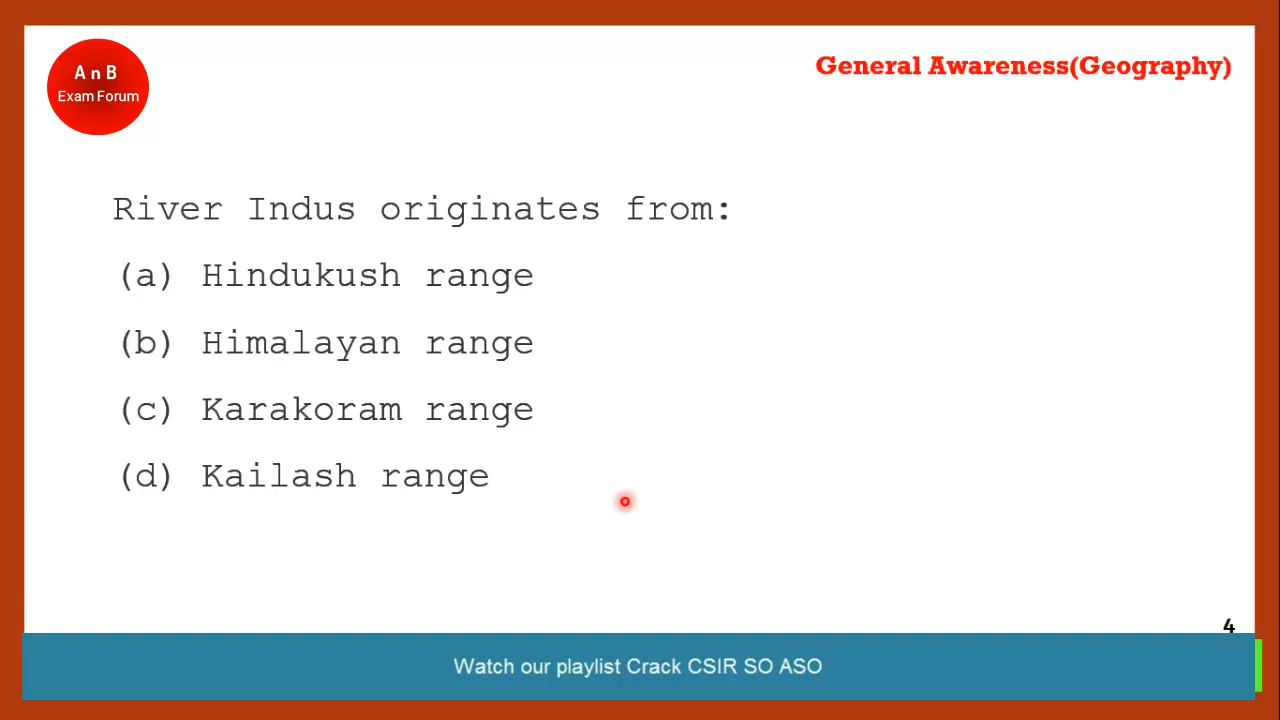 A n B
Exam Forum
General Awareness(Geography)
River Indus originates from:
(a) Hindukush range
(b) Himalayan range
(c) Karakoram range
(d) Kailash range
4
Watch our playlist Crack CSIR SO ASO